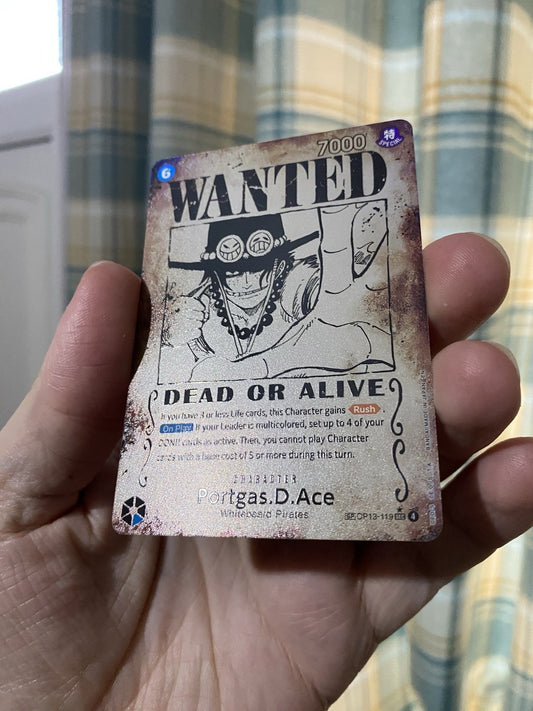 6
7000
特
SPECIAL
WANTED
DEAD OR ALIVE
If you have 3 or less Life cards, this Character gains Rush
On Play If your Leader is multicolored, set up to 4 of your
DON!! cards as active. Then, you cannot play Character
cards with a base cost of 5 or more during this turn.
CHARACTER
Portgas.D.Ace
Whitebeard Pirates
OP13-119 4